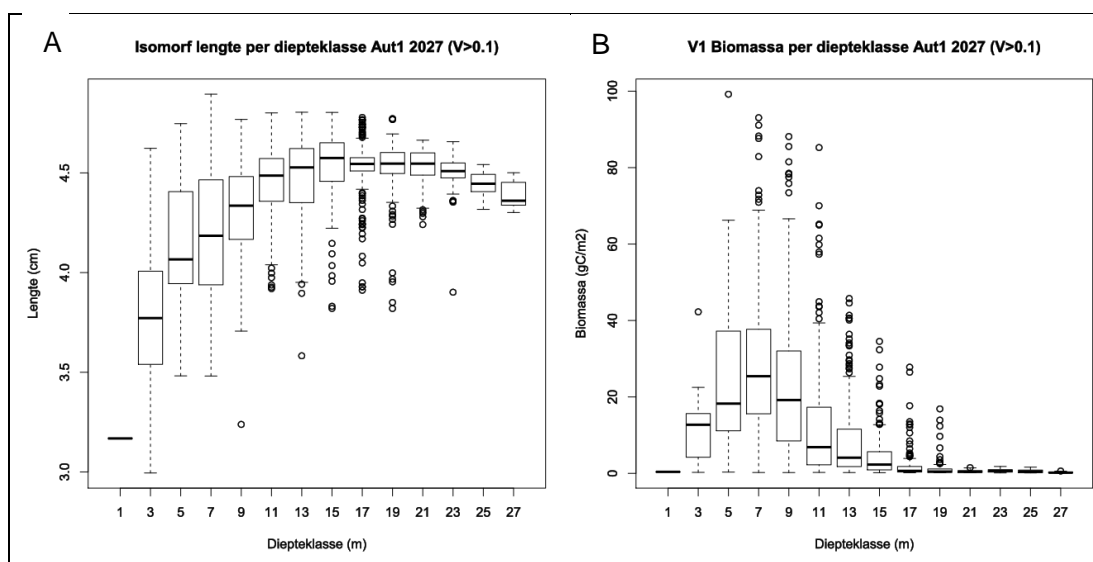 A
Isomorf lengte per diepteklasse Aut1 2027 (V>0.1)
Lengte (cm)
4.5
4.0
3.5
3.0
1 3 5 7 9 11 13 15 17 19 21 23 25 27
Diepteklasse (m)
B
V1 Biomassa per diepteklasse Aut1 2027 (V>0.1)
Biomassa (gC/m2)
100
80
60
40
20
0
1 3 5 7 9 11 13 15 17 19 21 23 25 27
Diepteklasse (m)